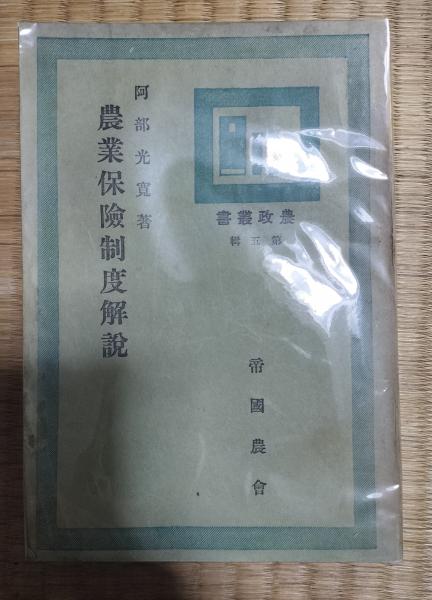 農政叢書
第五輯
阿部光寛著
農業保險制度解說
帝國農會